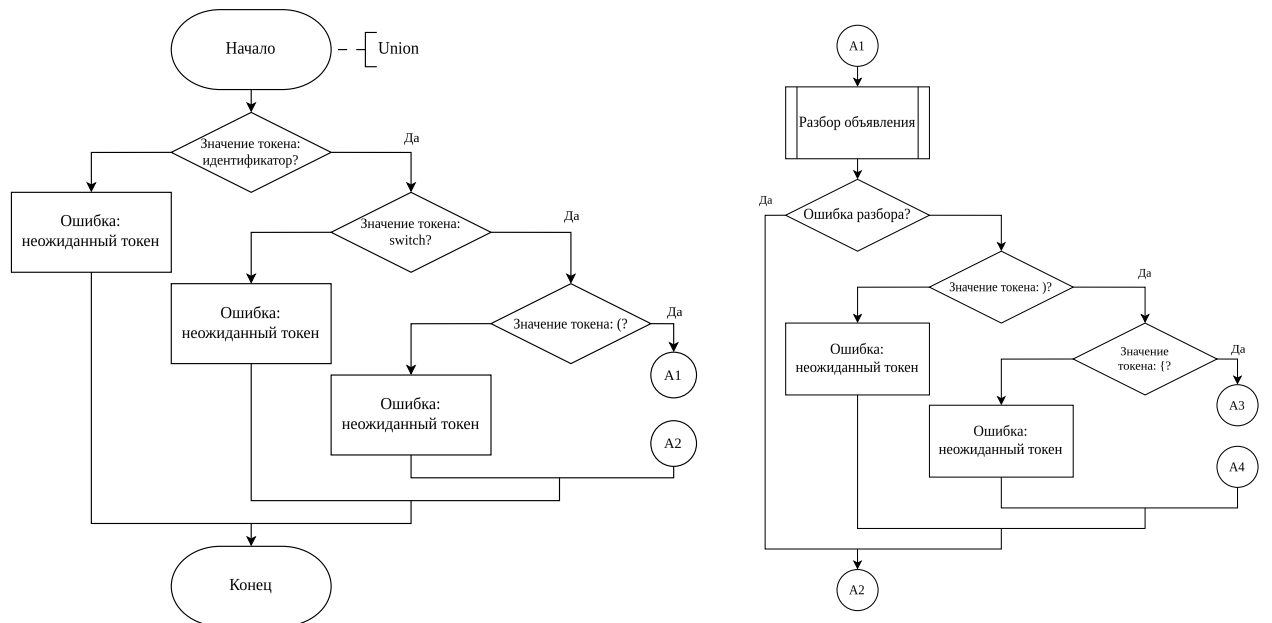 Начало
Union
Значение токена:
идентификатор?
Да
Ошибка:
неожиданный токен
Значение токена:
switch?
Да
Ошибка:
неожиданный токен
Значение токена: (?
Да
A1
Ошибка:
неожиданный токен
A2
Конец
A1
Разбор объявления
Ошибка разбора?
Да
Значение токена: )?
Да
Ошибка:
неожиданный токен
Значение
токена: {?
Да
A3
Ошибка:
неожиданный токен
A4
A2